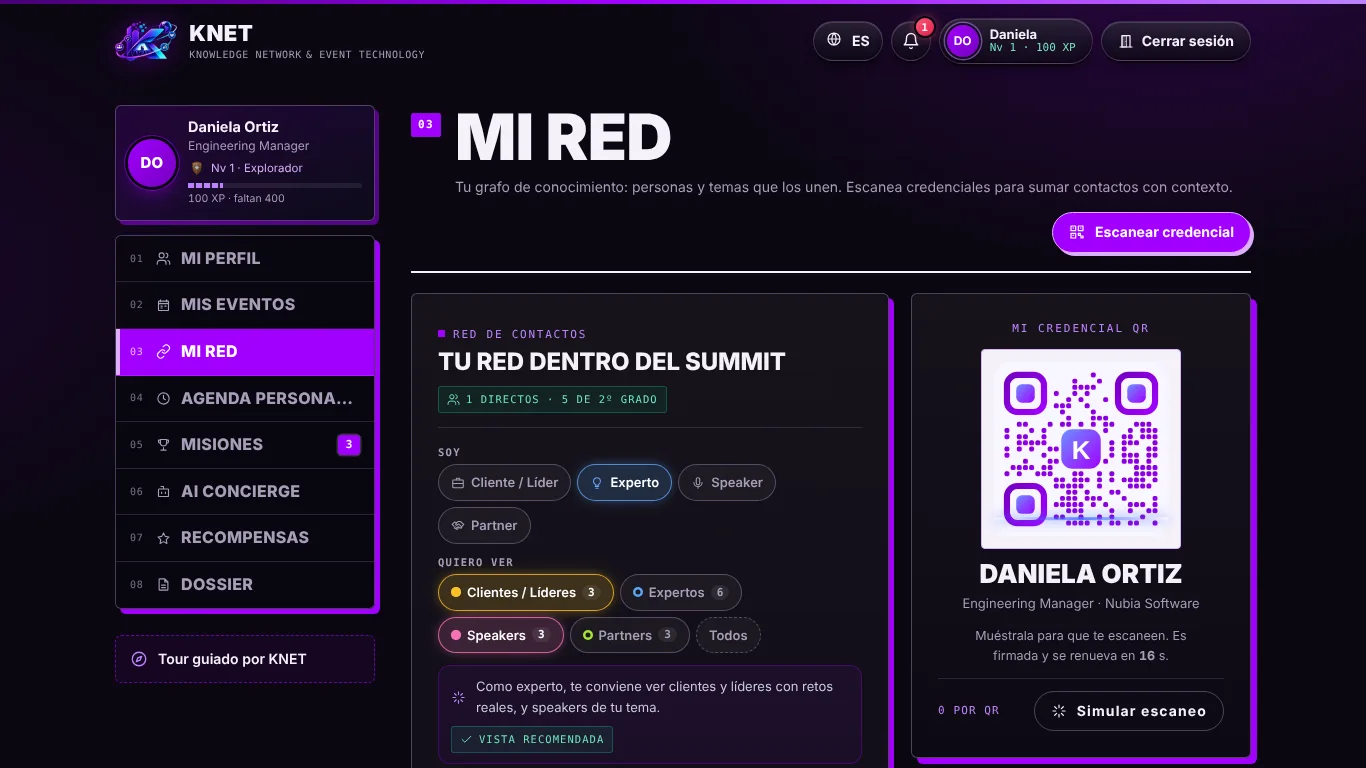 KNET
KNOWLEDGE NETWORK & EVENT TECHNOLOGY
ES
1
DO
Daniela
Nv 1 · 100 XP
Cerrar sesión
DO
Daniela Ortiz
Engineering Manager
Nv 1 · Explorador
100 XP · faltan 400
01 MI PERFIL
02 MIS EVENTOS
03 MI RED
04 AGENDA PERSONA...
05 MISIONES 3
06 AI CONCIERGE
07 RECOMPENSAS
08 DOSSIER
Tour guiado por KNET
03 MI RED
Tu grafo de conocimiento: personas y temas que los unen. Escanea credenciales para sumar contactos con contexto.
Escanear credencial
RED DE CONTACTOS
TU RED DENTRO DEL SUMMIT
1 DIRECTOS · 5 DE 2º GRADO
SOY
Cliente / Líder
Experto
Speaker
Partner
QUIERO VER
Clientes / Líderes 3
Expertos 6
Speakers 3
Partners 3
Todos
Como experto, te conviene ver clientes y líderes con retos
reales, y speakers de tu tema.
VISTA RECOMENDADA
MI CREDENCIAL QR
K
DANIELA ORTIZ
Engineering Manager · Nubia Software
Muéstrala para que te escaneen. Es
firmada y se renueva en 16 s.
0 POR QR
Simular escaneo